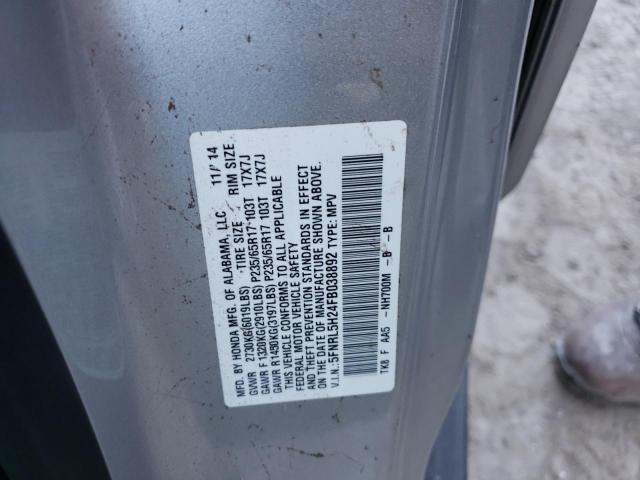 MFD. BY HONDA MFG. OF ALABAMA, LLC 11/'14
GVWR 2730KG(6019LBS) TIRE SIZE RIM SIZE
GAWR F 1320KG(2910LBS) P235/65R17 103T 17X7J
GAWR R1450KG(3197LBS) P235/65R17 103T 17X7J
THIS VEHICLE CONFORMS TO ALL APPLICABLE
FEDERAL MOTOR VEHICLE SAFETY
AND THEFT PREVENTION STANDARDS IN EFFECT
ON THE DATE OF MANUFACTURE SHOWN ABOVE.
V.I.N.:5FNRL5H24FB038892 TYPE: MPV
TK8 F AA5 -NH700M -B -B